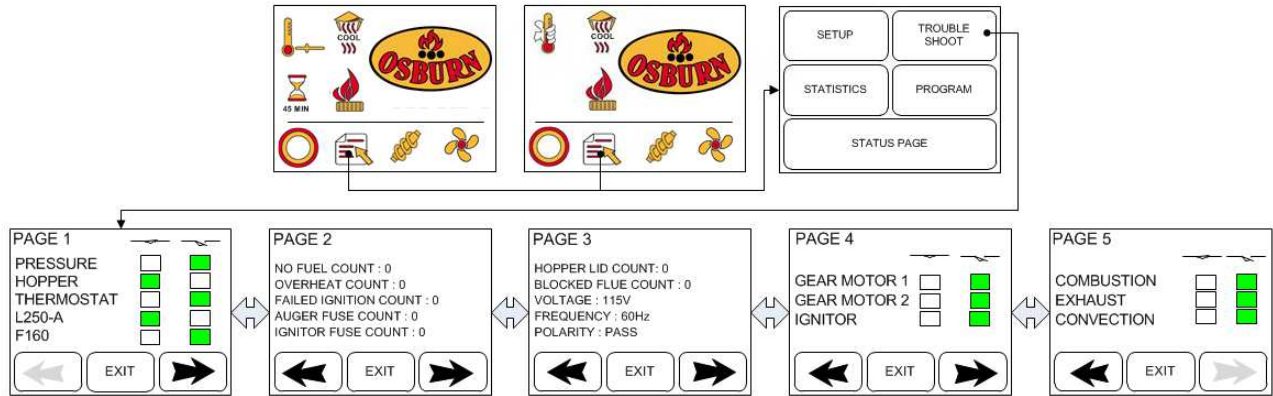 COOL
OSBURN
45 MIN
COOL
OSBURN
SETUP
TROUBLE
SHOOT
STATISTICS
PROGRAM
STATUS PAGE
PAGE 1
PRESSURE
HOPPER
THERMOSTAT
L250-A
F160
EXIT
PAGE 2
NO FUEL COUNT : 0
OVERHEAT COUNT : 0
FAILED IGNITION COUNT : 0
AUGER FUSE COUNT : 0
IGNITOR FUSE COUNT : 0
EXIT
PAGE 3
HOPPER LID COUNT: 0
BLOCKED FLUE COUNT : 0
VOLTAGE : 115V
FREQUENCY : 60Hz
POLARITY : PASS
EXIT
PAGE 4
GEAR MOTOR 1
GEAR MOTOR 2
IGNITOR
EXIT
PAGE 5
COMBUSTION
EXHAUST
CONVECTION
EXIT